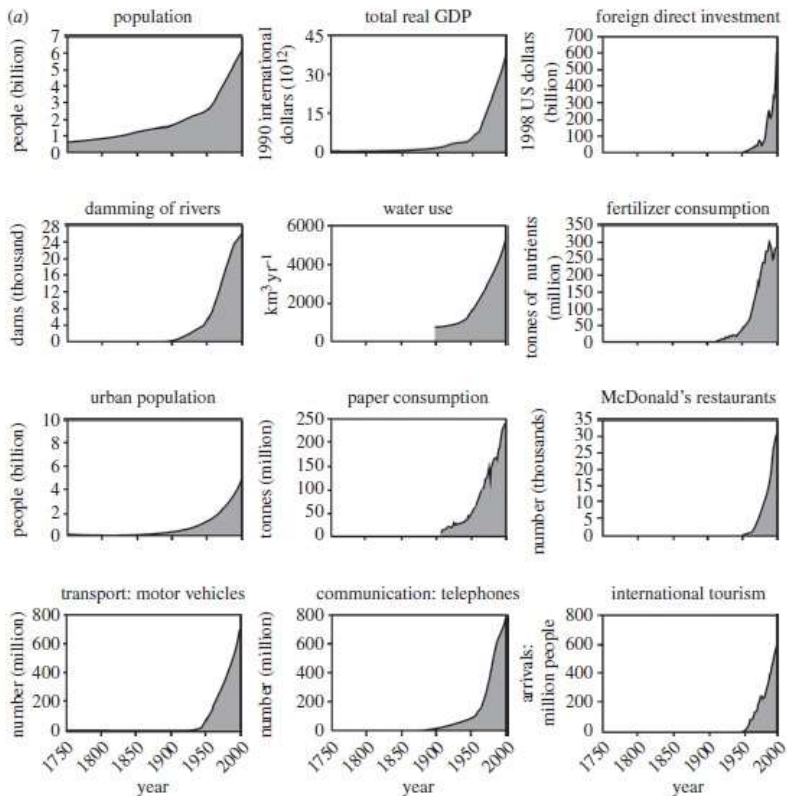 (a)
population
people (billion)
7
6
5
4
3
2
1
0
total real GDP
1990 international
dollars (10¹²)
45
30
15
0
foreign direct investment
1998 US dollars
(billion)
700
600
500
400
300
200
100
0
damming of rivers
dams (thousand)
28
24
20
16
12
8
4
0
water use
km³ yr⁻¹
6000
4000
2000
0
fertilizer consumption
tonnes of nutrients
(million)
350
300
250
200
150
100
50
0
urban population
people (billion)
10
8
6
4
2
0
paper consumption
tonnes (million)
250
200
150
100
50
0
McDonald's restaurants
number (thousands)
35
30
25
20
15
10
5
0
transport: motor vehicles
number (million)
800
600
400
200
0
1750 1800 1850 1900 1950 2000
year
communication: telephones
number (million)
800
600
400
200
0
1750 1800 1850 1900 1950 2000
year
international tourism
arrivals:
million people
800
600
400
200
0
1750 1800 1850 1900 1950 2000
year